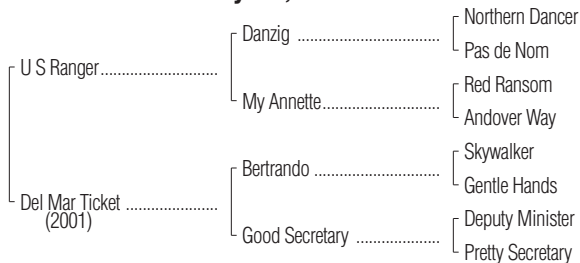 Northern Dancer
Danzig ..............................
Pas de Nom
U S Ranger.........................
Red Ransom
My Annette.........................
Andover Way
Skywalker
Bertrando ..........................
Gentle Hands
Del Mar Ticket ...................
(2001)
Deputy Minister
Good Secretary .................
Pretty Secretary